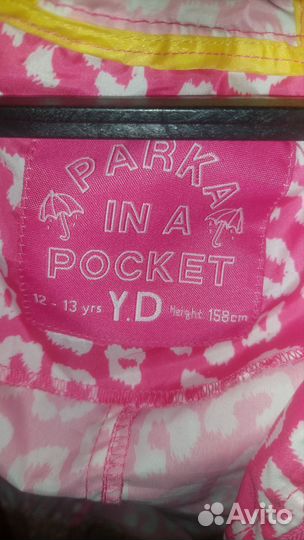 PARKA
IN A
POCKET
12 - 13 yrs Y.D Height 158cm
Avito